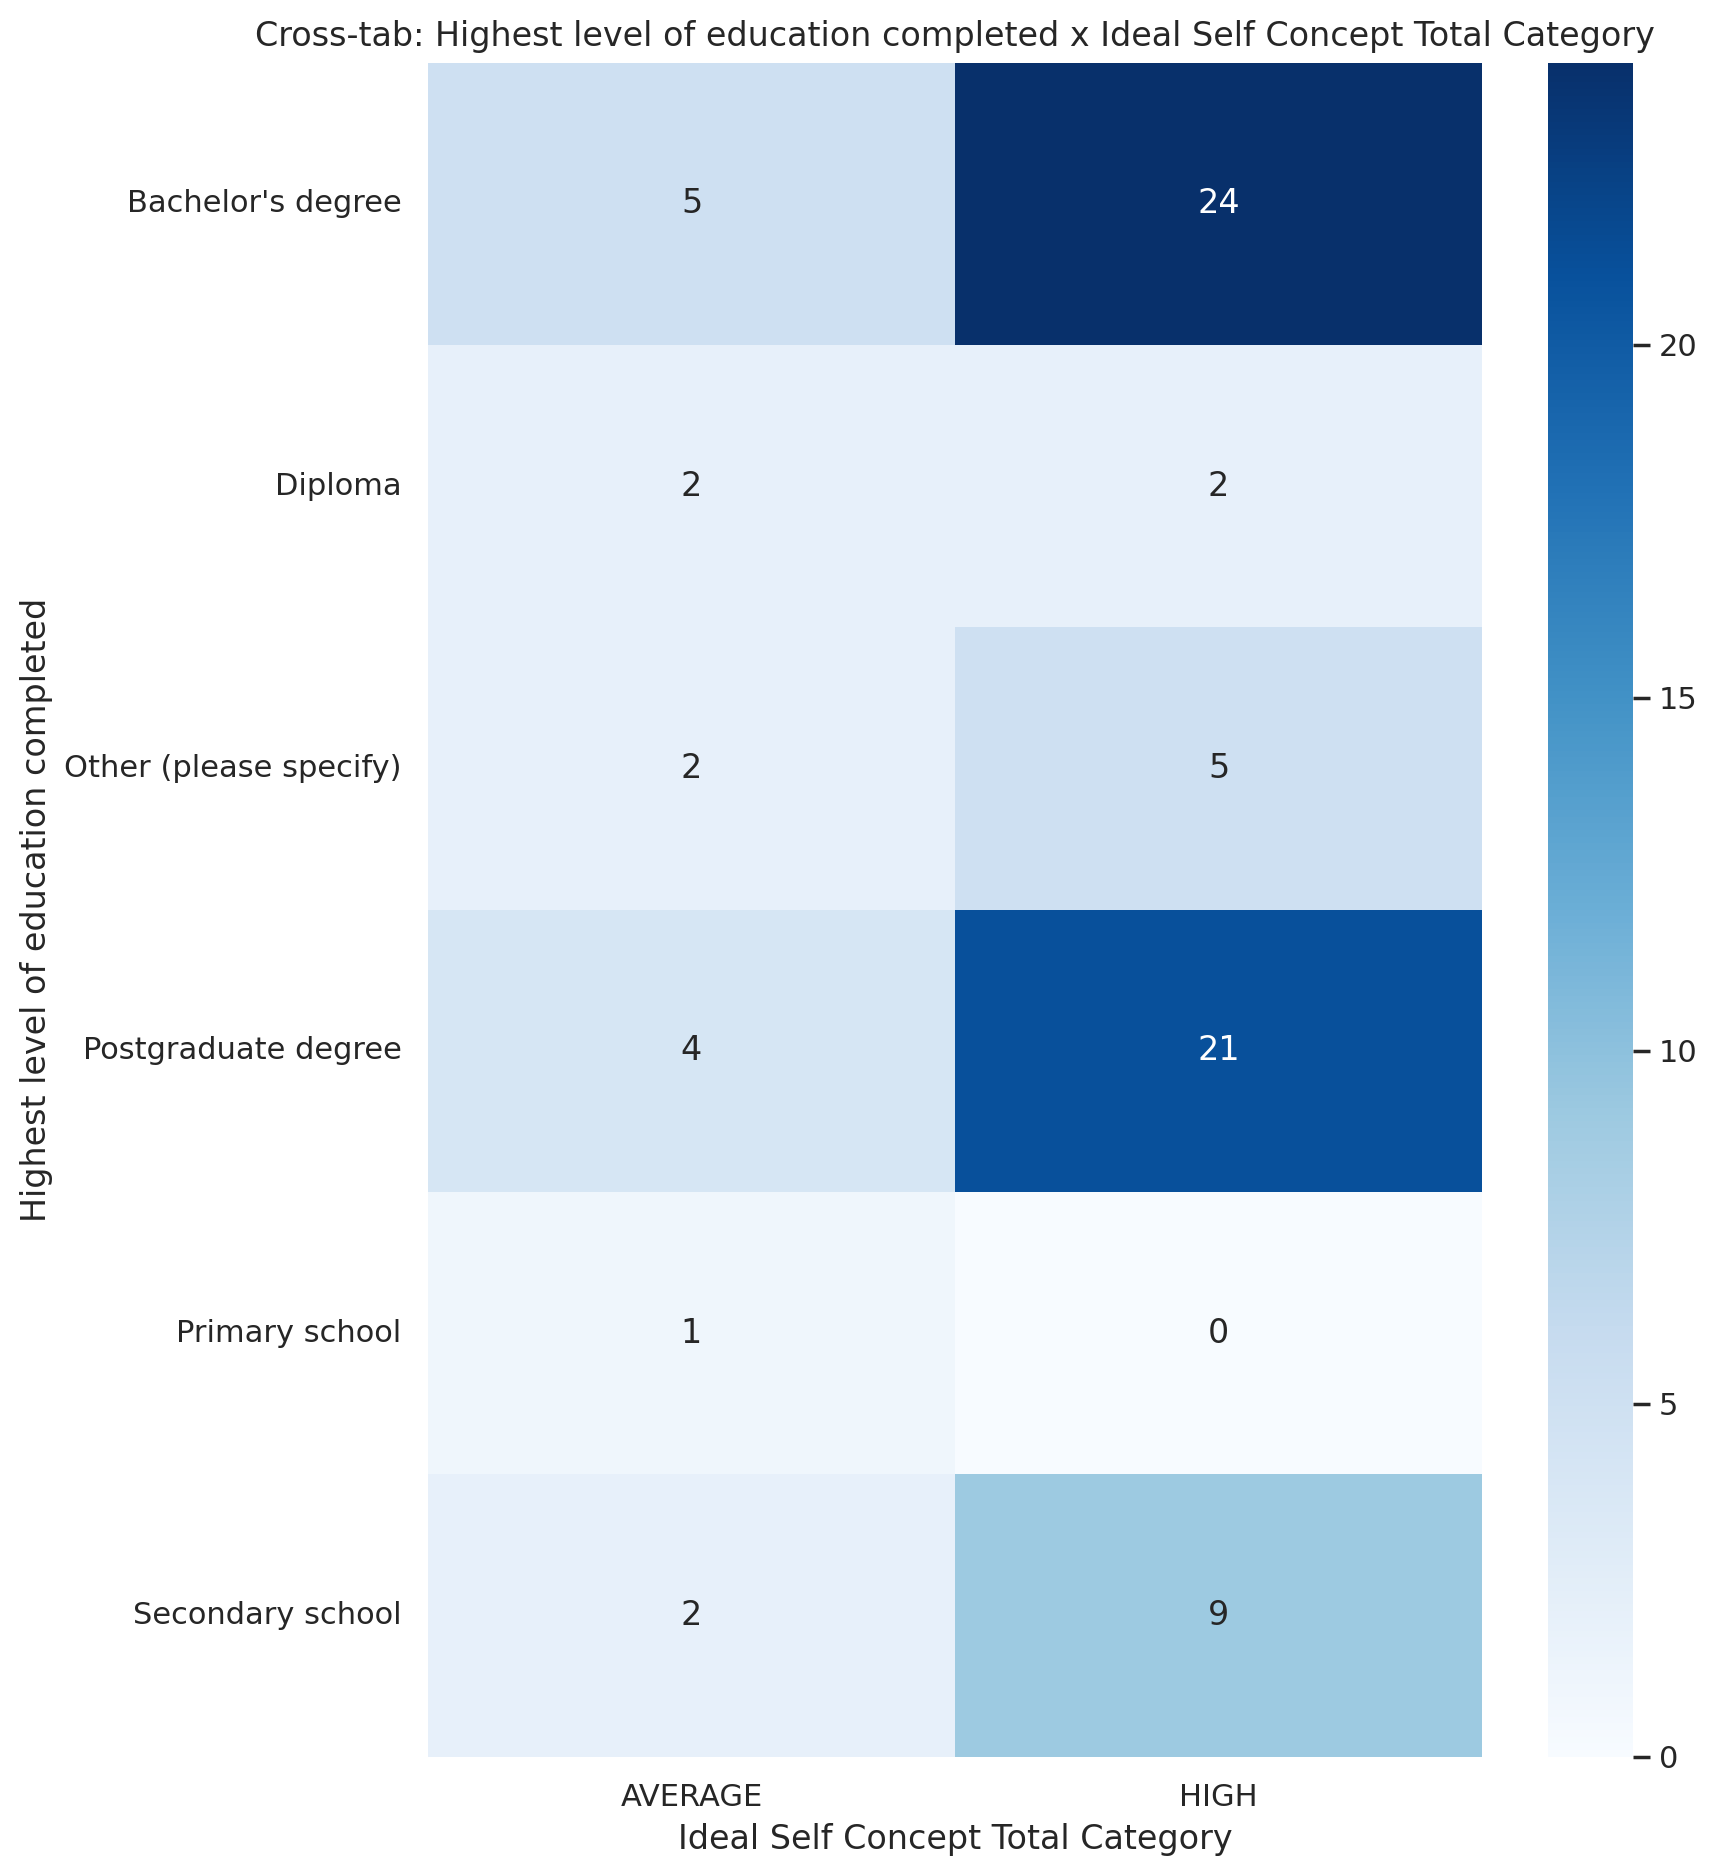 Cross-tab: Highest level of education completed x Ideal Self Concept Total Category
Highest level of education completed
Bachelor's degree 5 24
Diploma 2 2
Other (please specify) 2 5
Postgraduate degree 4 21
Primary school 1 0
Secondary school 2 9
AVERAGE HIGH
Ideal Self Concept Total Category
20
15
10
5
0